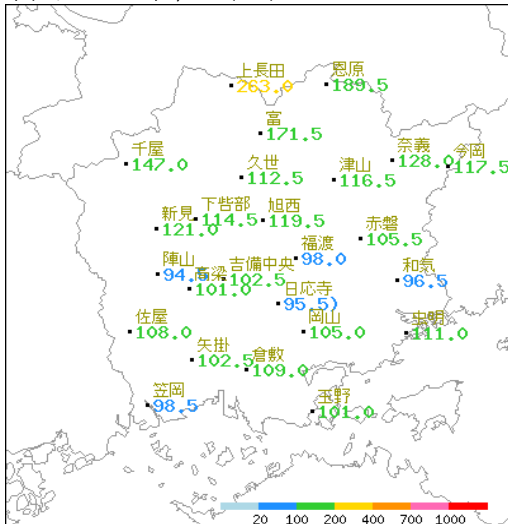 上長田
263.0
恩原
189.5
富
171.5
千屋
147.0
久世
112.5
津山
116.5
奈義
128.0
今岡
117.5
新見
121.0
下呰部
114.5
旭西
119.5
赤磐
105.5
福渡
98.0
陣山
94.5
高梁
101.0
吉備中央
102.5
日応寺
95.5)
和気
96.5
佐屋
108.0
岡山
105.0
虫明
111.0
矢掛
102.5
倉敷
109.0
笠岡
98.5
玉野
101.0
20 100 200 400 700 1000